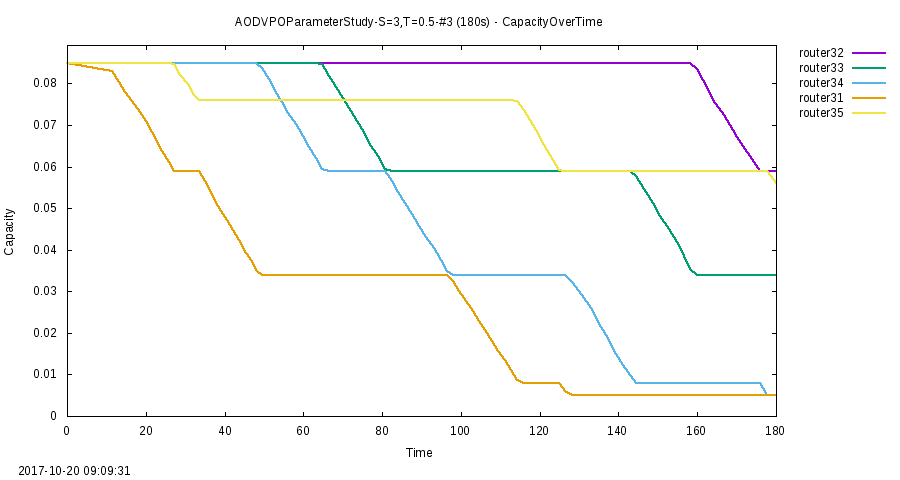 AODVPOParameterStudy-S=3,T=0.5-#3 (180s) - CapacityOverTime
router32
router33
router34
router31
router35
0.08
0.07
0.06
0.05
0.04
0.03
0.02
0.01
0
Capacity
0 20 40 60 80 100 120 140 160 180
Time
2017-10-20 09:09:31